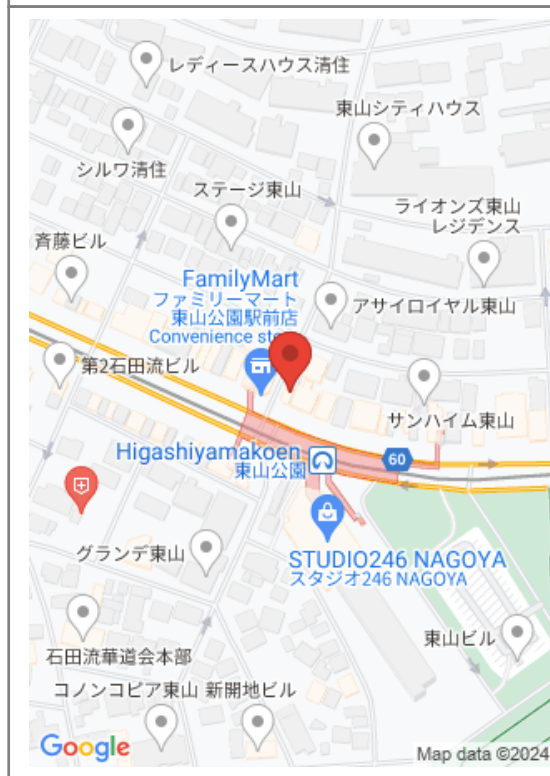 レディースハウス清住
東山シティハウス
シルワ清住
ステージ東山
ライオンズ東山
レジデンス
斉藤ビル
FamilyMart
ファミリーマート
東山公園駅前店
Convenience sto
アサイロイヤル東山
第2石田流ビル
サンハイム東山
Higashiyamakoen
東山公園
60
STUDIO246 NAGOYA
スタジオ246 NAGOYA
グランデ東山
東山ビル
石田流華道会本部
コノンコピア東山 新開地ビル
Google
Map data ©2024